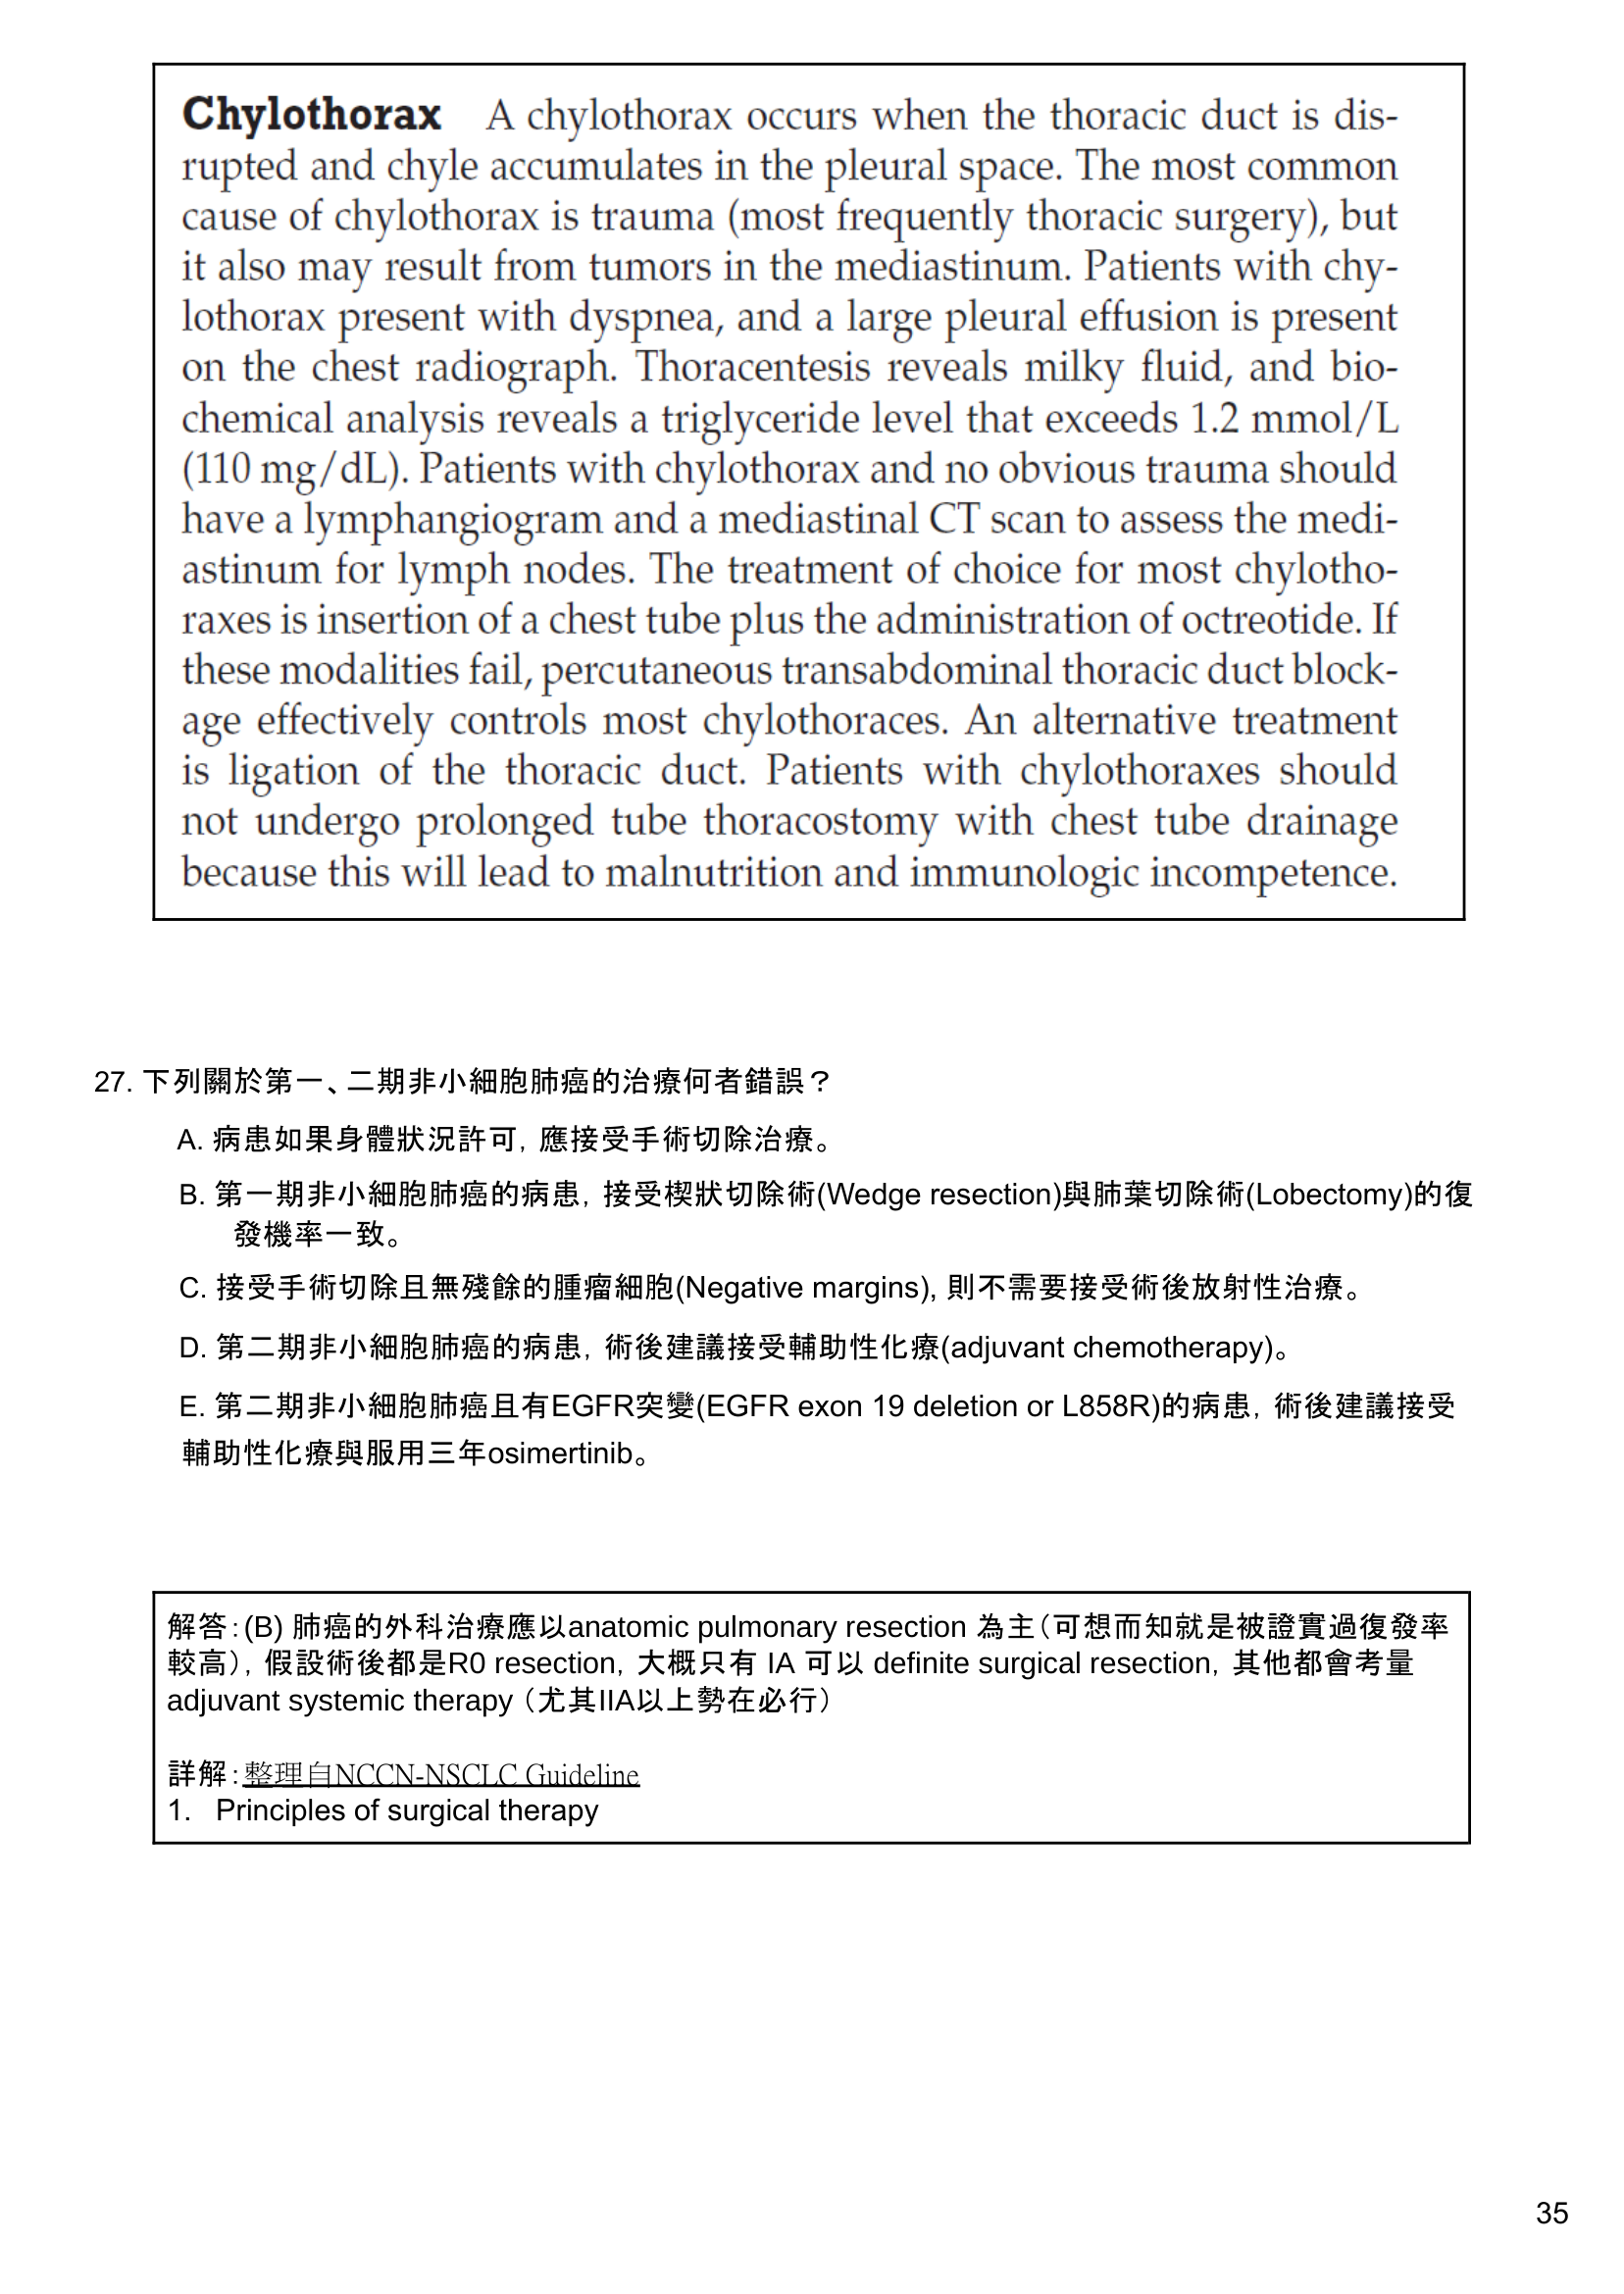 Chylothorax A chylothorax occurs when the thoracic duct is dis-
rupted and chyle accumulates in the pleural space. The most common
cause of chylothorax is trauma (most frequently thoracic surgery), but
it also may result from tumors in the mediastinum. Patients with chy-
lothorax present with dyspnea, and a large pleural effusion is present
on the chest radiograph. Thoracentesis reveals milky fluid, and bio-
chemical analysis reveals a triglyceride level that exceeds 1.2 mmol/L
(110 mg/dL). Patients with chylothorax and no obvious trauma should
have a lymphangiogram and a mediastinal CT scan to assess the medi-
astinum for lymph nodes. The treatment of choice for most chylotho-
raxes is insertion of a chest tube plus the administration of octreotide. If
these modalities fail, percutaneous transabdominal thoracic duct block-
age effectively controls most chylothoraces. An alternative treatment
is ligation of the thoracic duct. Patients with chylothoraxes should
not undergo prolonged tube thoracostomy with chest tube drainage
because this will lead to malnutrition and immunologic incompetence.
27. 下列關於第一、二期非小細胞肺癌的治療何者錯誤？
A. 病患如果身體狀況許可，應接受手術切除治療。
B. 第一期非小細胞肺癌的病患，接受楔狀切除術(Wedge resection)與肺葉切除術(Lobectomy)的復
發機率一致。
C. 接受手術切除且無殘餘的腫瘤細胞(Negative margins), 則不需要接受術後放射性治療。
D. 第二期非小細胞肺癌的病患，術後建議接受輔助性化療(adjuvant chemotherapy)。
E. 第二期非小細胞肺癌且有EGFR突變(EGFR exon 19 deletion or L858R)的病患，術後建議接受
輔助性化療與服用三年osimertinib。
解答：(B) 肺癌的外科治療應以anatomic pulmonary resection 為主（可想而知就是被證實過復發率
較高），假設術後都是R0 resection，大概只有 IA 可以 definite surgical resection，其他都會考量
adjuvant systemic therapy（尤其IIA以上勢在必行）
詳解：整理自NCCN-NSCLC Guideline
1. Principles of surgical therapy
35